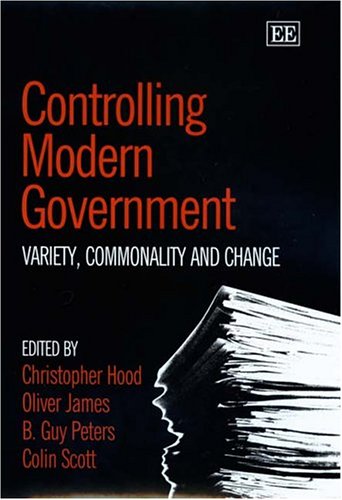 EE
Controlling
Modern
Government
VARIETY, COMMONALITY AND CHANGE
EDITED BY
Christopher Hood
Oliver James
B. Guy Peters
Colin Scott